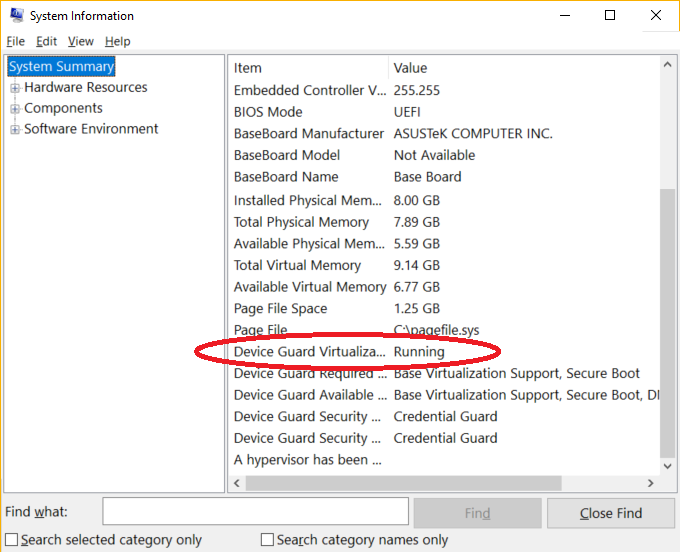 System Information
File Edit View Help
System Summary
Hardware Resources
Components
Software Environment
Item Value
Embedded Controller V... 255.255
BIOS Mode UEFI
BaseBoard Manufacturer ASUSTeK COMPUTER INC.
BaseBoard Model Not Available
BaseBoard Name Base Board
Installed Physical Mem... 8.00 GB
Total Physical Memory 7.89 GB
Available Physical Mem... 5.59 GB
Total Virtual Memory 9.14 GB
Available Virtual Memory 6.77 GB
Page File Space 1.25 GB
Page File C:\pagefile.sys
Device Guard Virtualiza... Running
Device Guard Required ... Base Virtualization Support, Secure Boot
Device Guard Available ... Base Virtualization Support, Secure Boot, DI
Device Guard Security ... Credential Guard
Device Guard Security ... Credential Guard
A hypervisor has been ...
Find what: Find Close Find
Search selected category only Search category names only